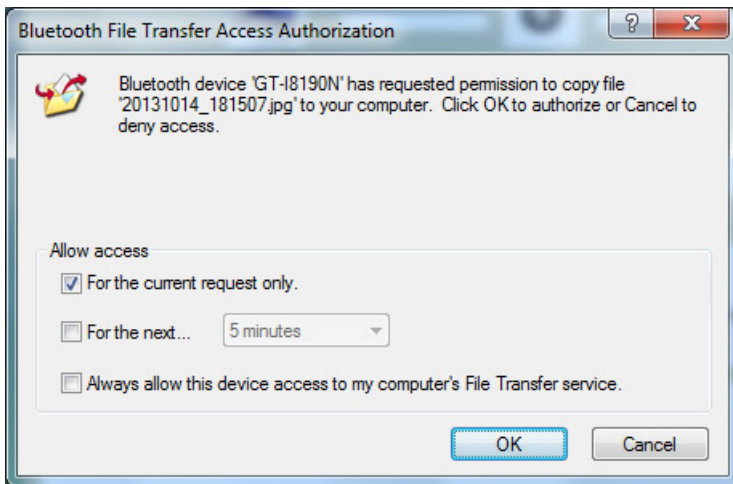 Bluetooth File Transfer Access Authorization
?
X
Bluetooth device 'GT-I8190N' has requested permission to copy file
'20131014_181507.jpg' to your computer. Click OK to authorize or Cancel to
deny access.
Allow access
For the current request only.
For the next... 5 minutes
Always allow this device access to my computer's File Transfer service.
OK Cancel